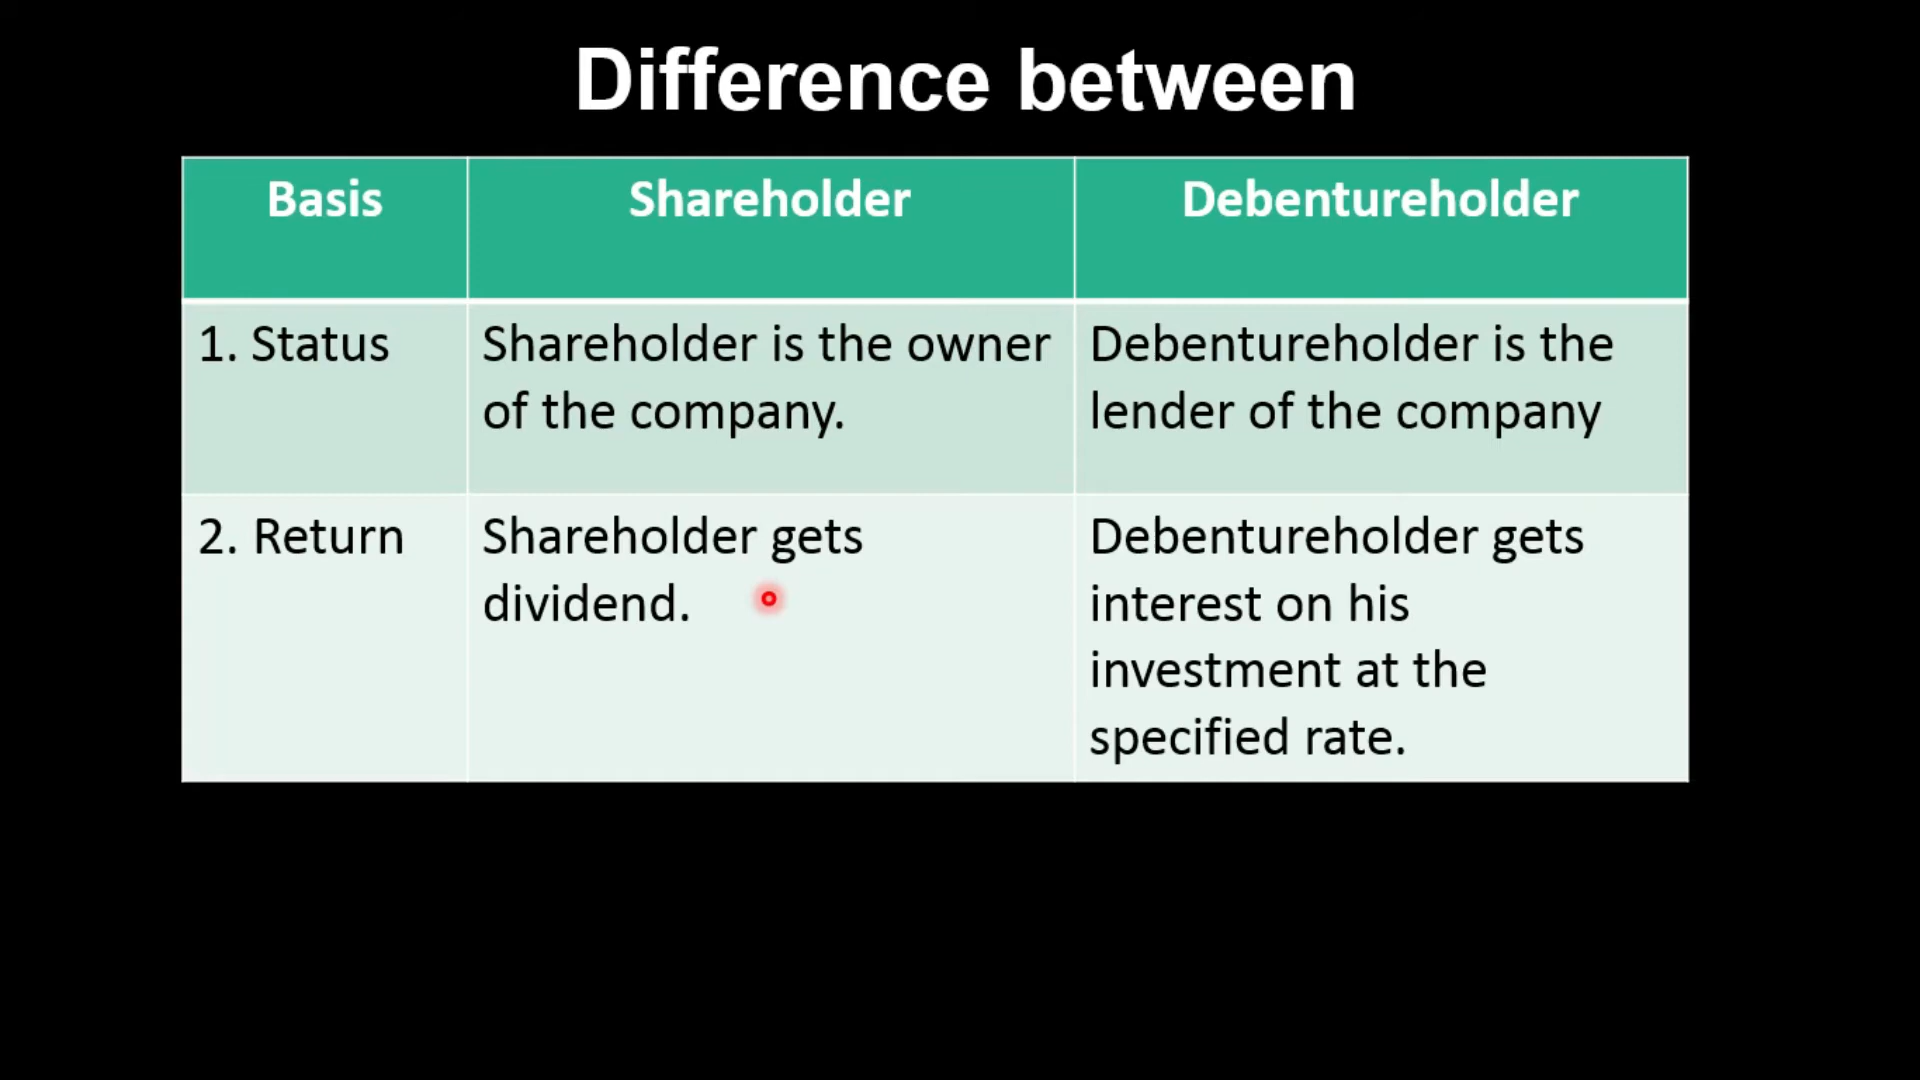 Difference between
Basis
Shareholder
Debentureholder
1. Status
Shareholder is the owner
of the company.
Debentureholder is the
lender of the company
2. Return
Shareholder gets
dividend.
Debentureholder gets
interest on his
investment at the
specified rate.